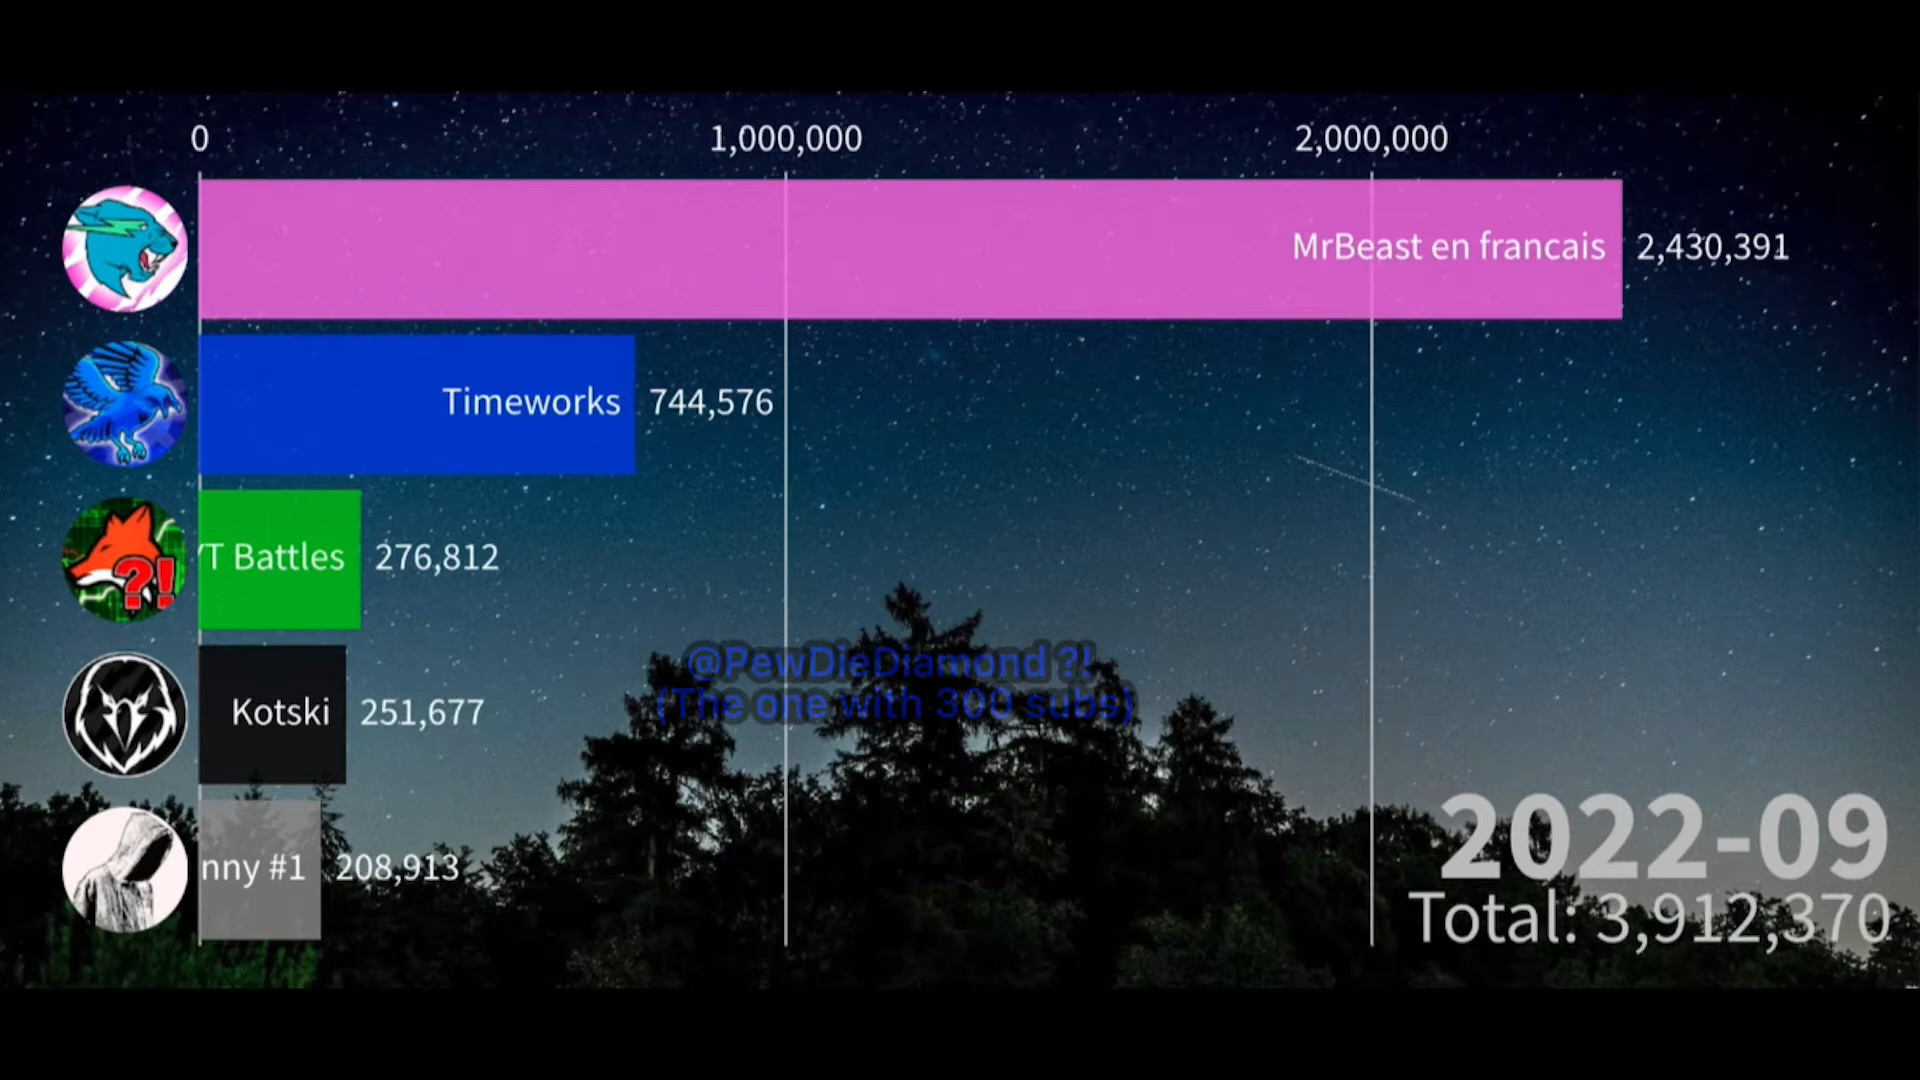 0 1,000,000 2,000,000
MrBeast en francais 2,430,391
Timeworks 744,576
?!
T Battles 276,812
@PewDieDiamond ?!
(The one with 300 subs)
Kotski 251,677
2022-09
nny #1 208,913
Total: 3,912,370